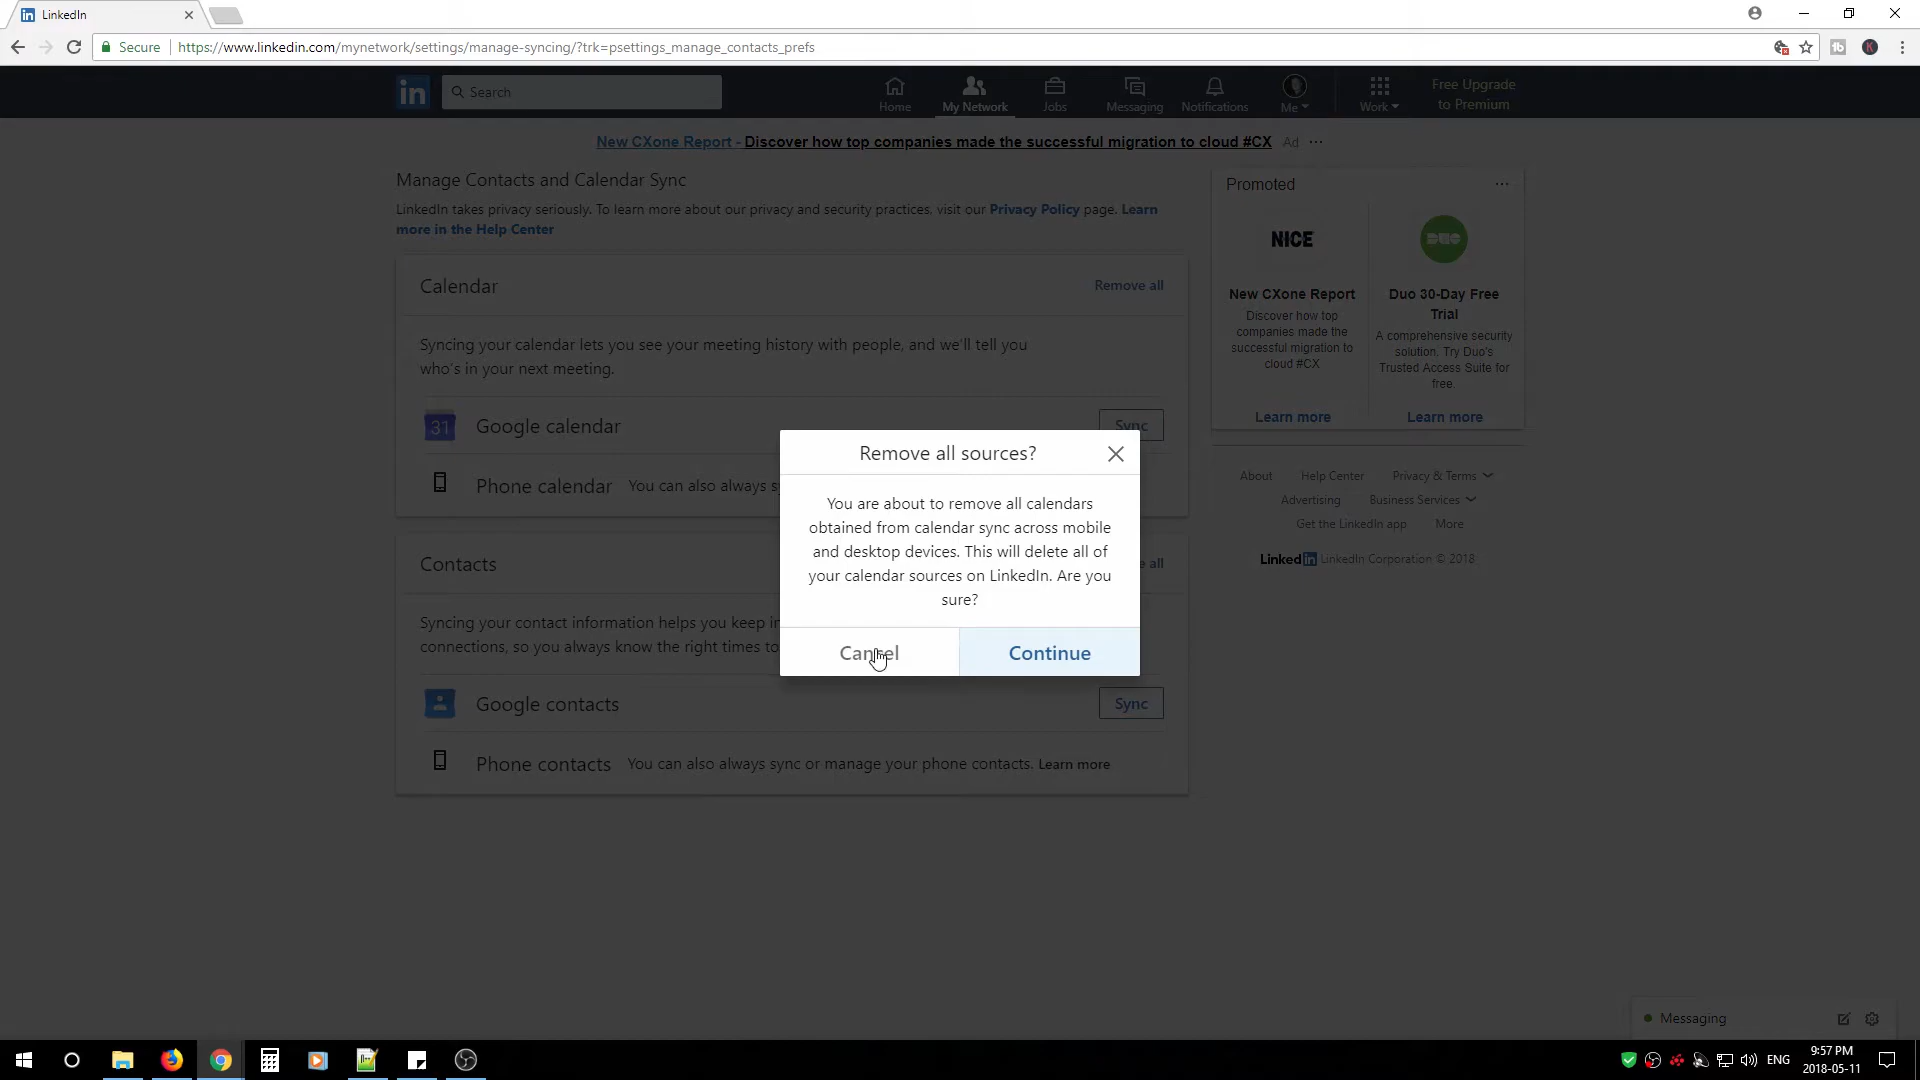 LinkedIn
Secure
https://www.linkedin.com/mynetwork/settings/manage-syncing/?trk=psettings_manage_contacts_prefs
K
in
Search
Home
My Network
Jobs
Messaging
Notifications
Me
Work
Free Upgrade
to Premium
New CXone Report - Discover how top companies made the successful migration to cloud #CX Ad ···
Manage Contacts and Calendar Sync
LinkedIn takes privacy seriously. To learn more about our privacy and security practices, visit our Privacy Policy page. Learn
more in the Help Center
Calendar
Remove all
Syncing your calendar lets you see your meeting history with people, and we'll tell you
who's in your next meeting.
31
Google calendar
Sync
Phone calendar
You can also always s
Contacts
e all
Syncing your contact information helps you keep i
connections, so you always know the right times to
Google contacts
Sync
Phone contacts
You can also always sync or manage your phone contacts. Learn more
Remove all sources?
You are about to remove all calendars
obtained from calendar sync across mobile
and desktop devices. This will delete all of
your calendar sources on LinkedIn. Are you
sure?
Cancel
Continue
Promoted
···
NICE
DUO
New CXone Report
Discover how top
companies made the
successful migration to
cloud #CX
Learn more
Duo 30-Day Free
Trial
A comprehensive security
solution. Try Duo's
Trusted Access Suite for
free.
Learn more
About
Help Center
Privacy & Terms
Advertising
Business Services
Get the LinkedIn app
More
LinkedIn LinkedIn Corporation © 2018
Messaging
ENG
9:57 PM
2018-05-11